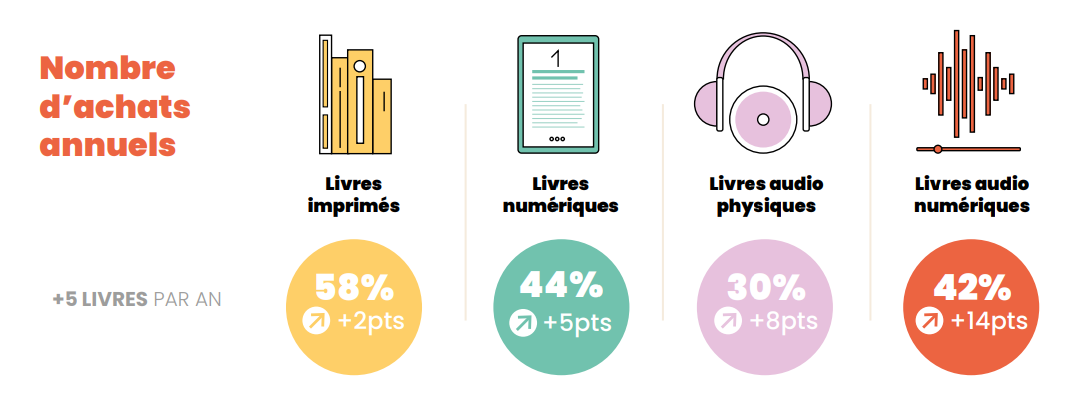 Nombre
d’achats
annuels
1
Livres
imprimés
Livres
numériques
Livres audio
physiques
Livres audio
numériques
+5 LIVRES PAR AN
58%
+2pts
44%
+5pts
30%
+8pts
42%
+14pts